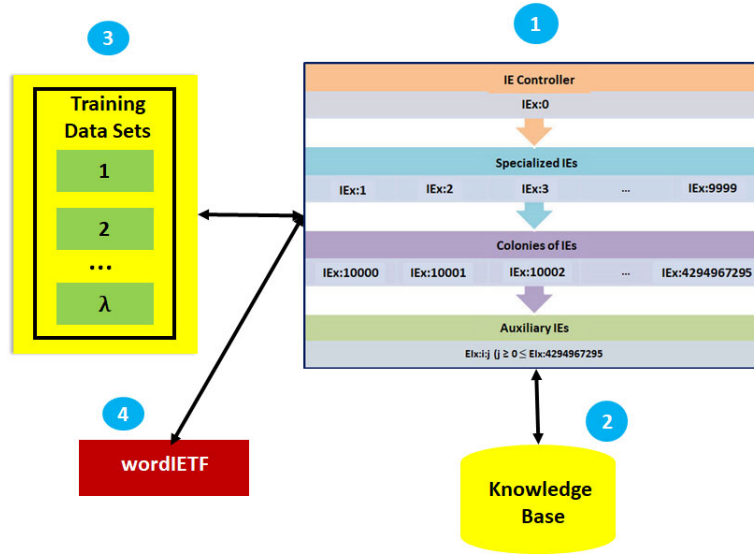 3
1
Training
Data Sets
1
2
...
λ
IE Controller
IEx:0
Specialized IEs
IEx:1 IEx:2 IEx:3 ... IEx:9999
Colonies of IEs
IEx:10000 IEx:10001 IEx:10002 ... IEx:4294967295
Auxiliary IEs
EIx:i:j (j ≥ 0 ≤ EIx:4294967295
4
wordIETF
2
Knowledge
Base